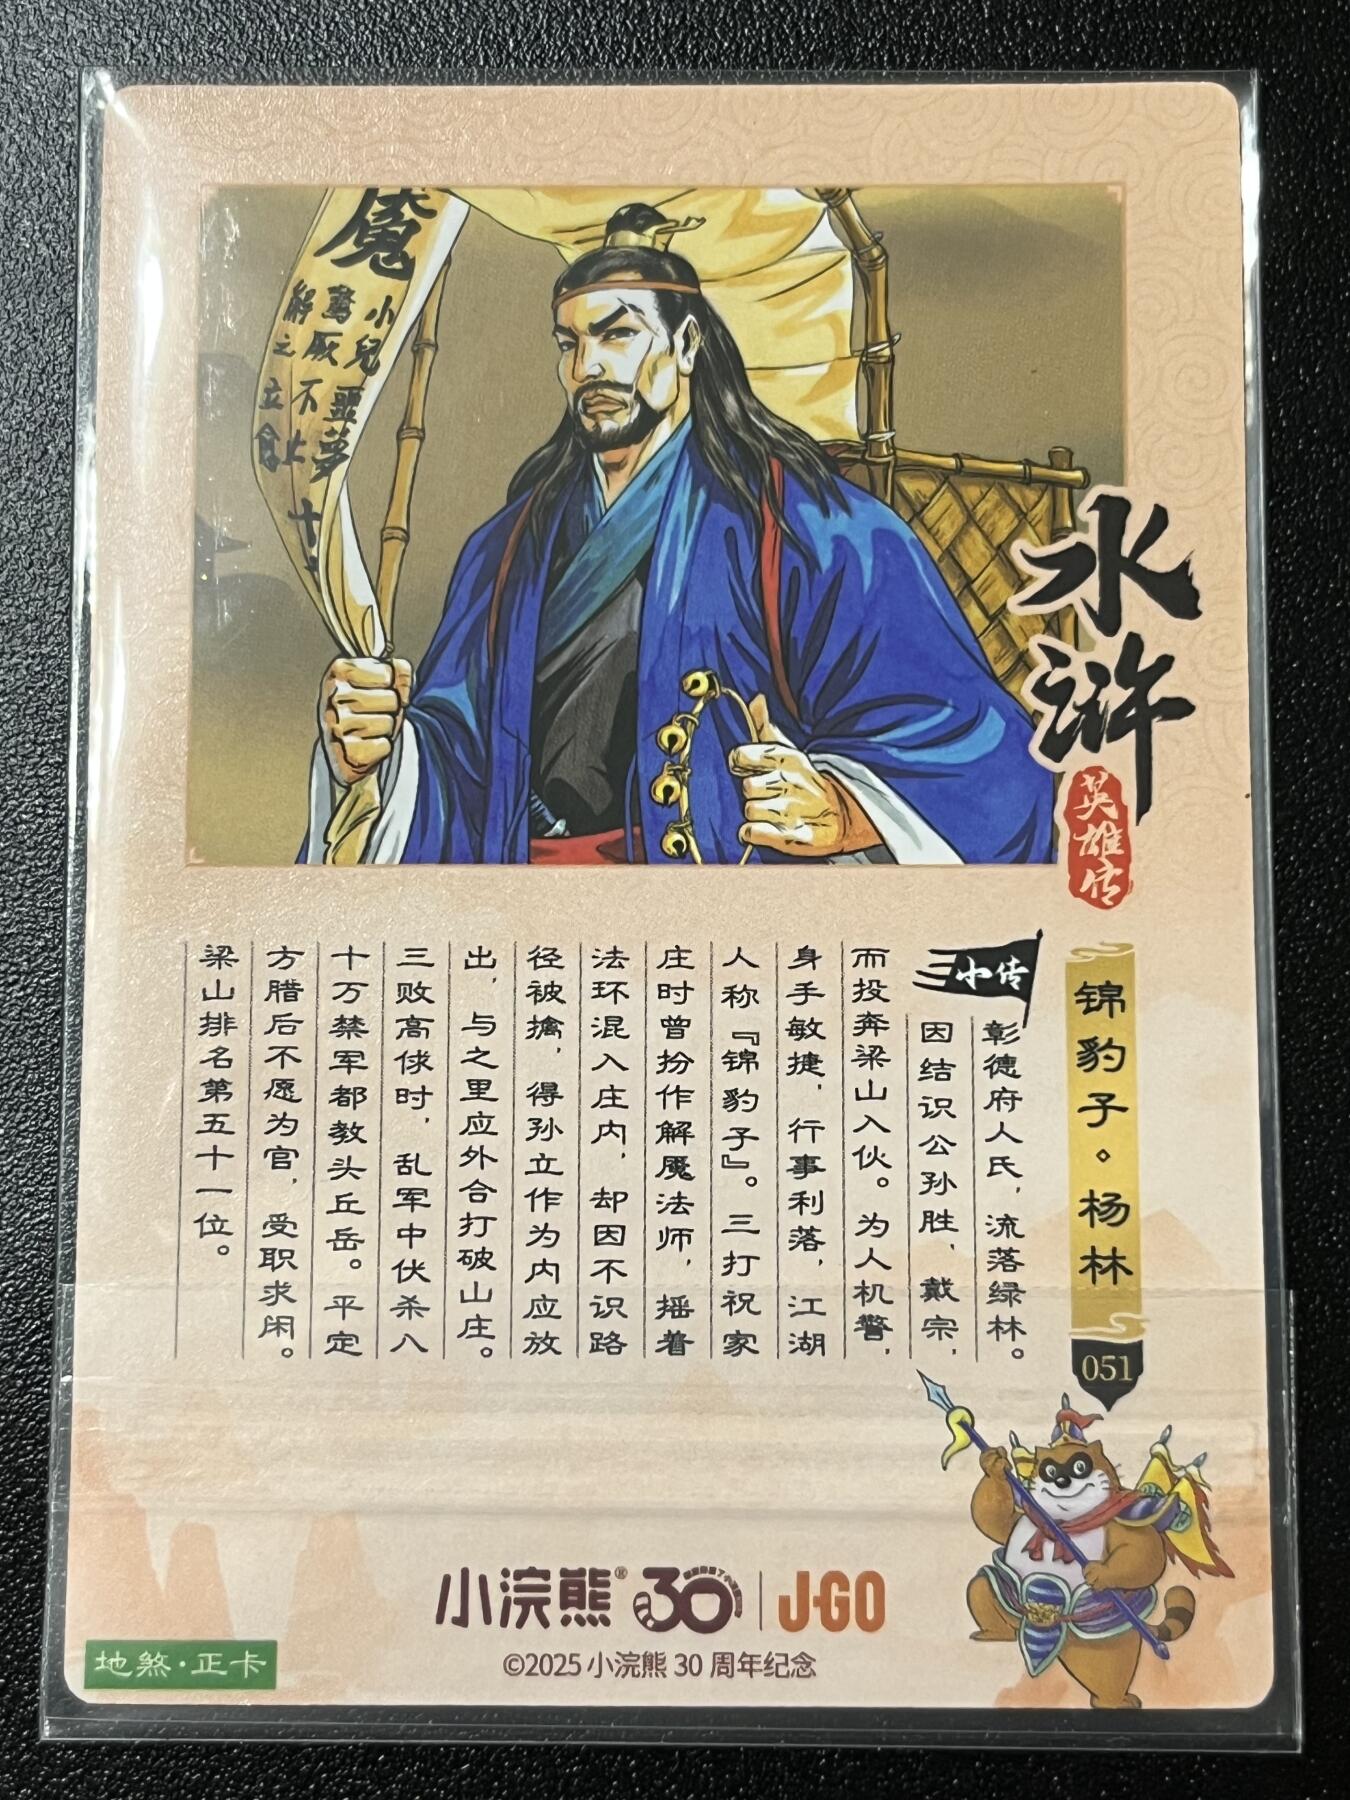 魇
小兒噩夢
驚厥不止
解之立愈
水浒
英雄传
锦豹子。杨林
051
小传
彰德府人氏，流落绿林。
因结识公孙胜，戴宗，
而投奔梁山入伙。为人机警，
身手敏捷，行事利落，江湖
人称『锦豹子』。三打祝家
庄时曾扮作解魇法师，摇着
法环混入庄内，却因不识路
径被擒，得孙立作为内应放
出，与之里应外合打破山庄。
三败高俅时，乱军中伏杀八
十万禁军都教头丘岳。平定
方腊后不愿为官，受职求闲。
梁山排名第五十一位。
小浣熊® 30 | J·GO
©2025 小浣熊 30 周年纪念
地煞·正卡